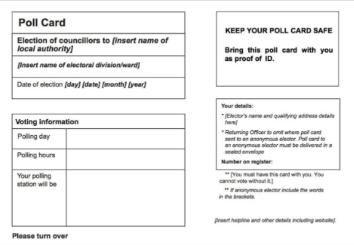 Poll Card
Election of councillors to [insert name of
local authority]
[Insert name of electoral division/ward]
Date of election [day] [date] [month] [year]
Voting information
Polling day
Polling hours
Your polling
station will be
Please turn over
KEEP YOUR POLL CARD SAFE
Bring this poll card with you
as proof of ID.
Your details:
* [Elector's name and qualifying address details
here]
* Returning Officer to omit where poll card
sent to an anonymous elector. Poll card to
an anonymous elector must be delivered in a
sealed envelope
Number on register:
** [You must have this card with you. You
cannot vote without it.]
** If anonymous elector include the words
in the brackets.
[Insert helpline and other details including website].